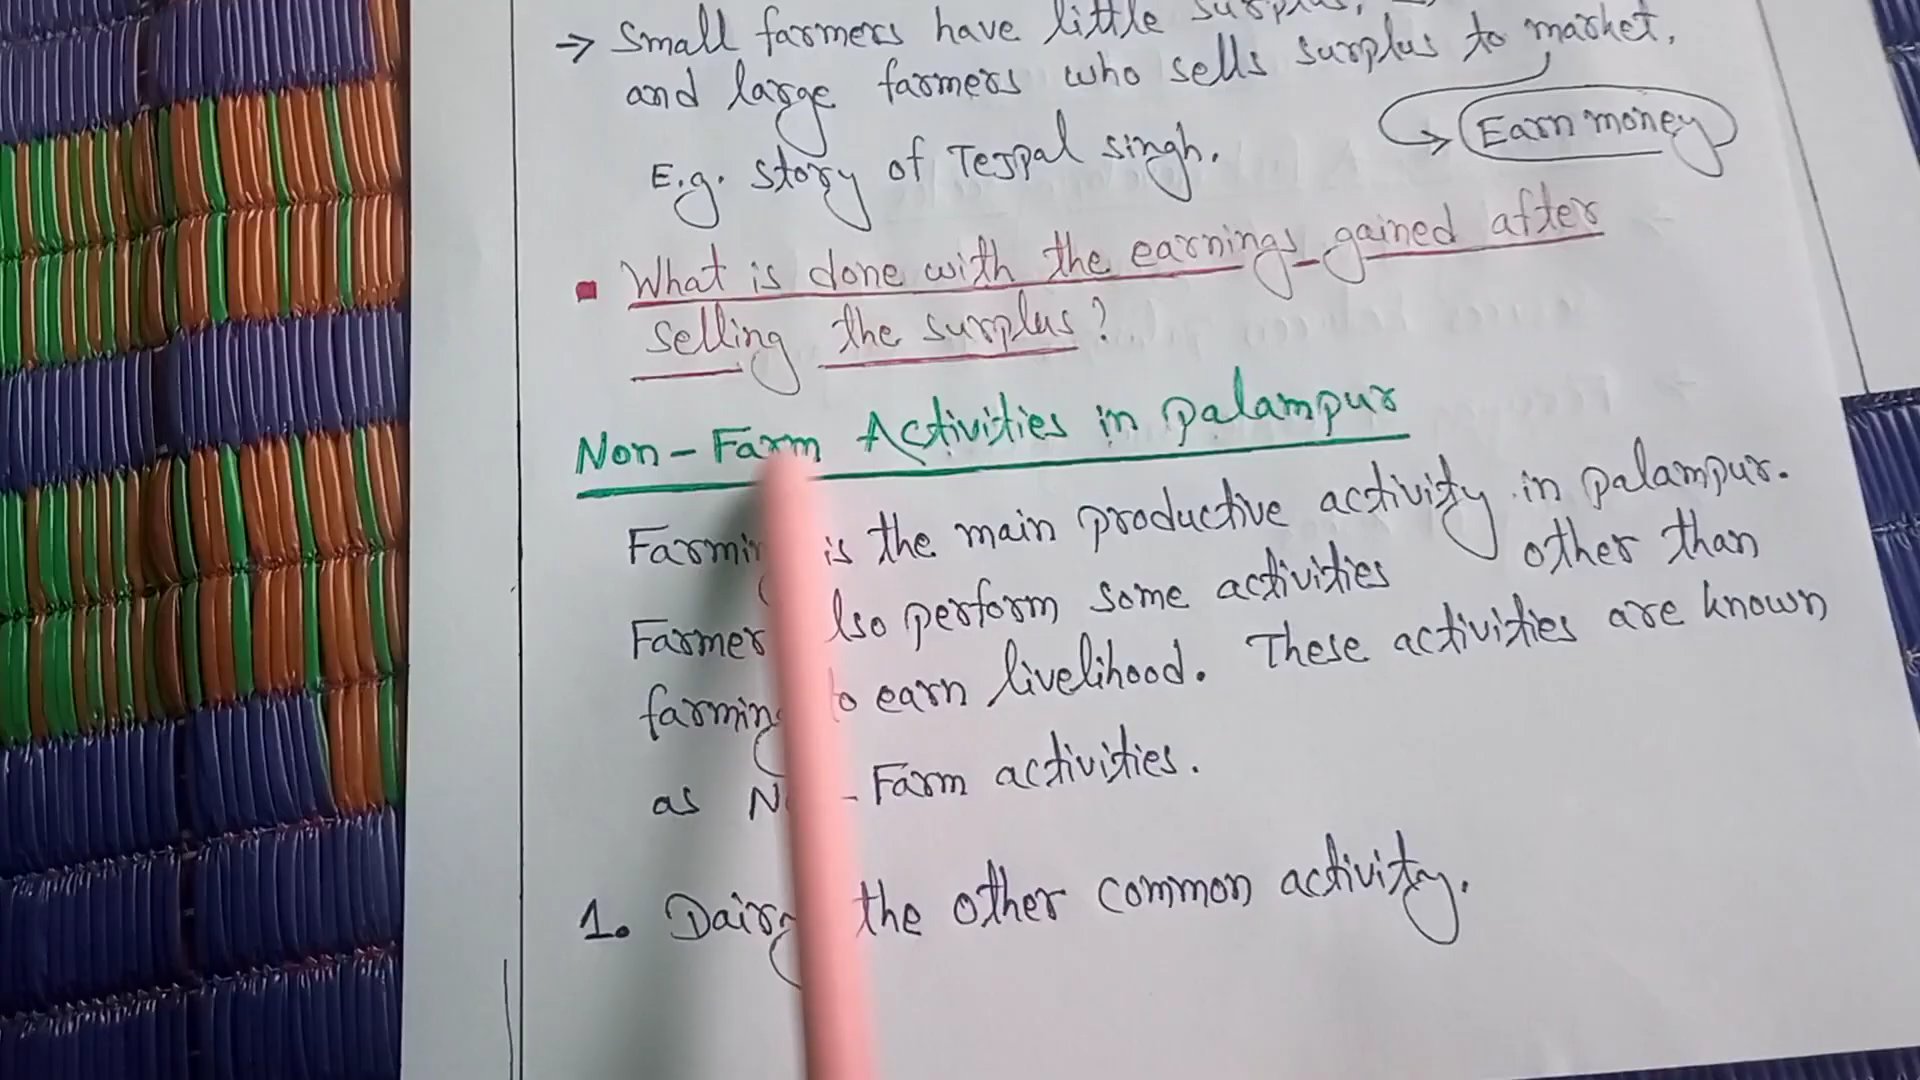 → Small farmers have little surplus,
and large farmers who sells surplus to market.
→ Earn money
E.g. story of Tejpal singh.
▪ What is done with the earnings gained after
selling the surplus?
Non-Farm Activities in palampur
is the main productive activity in palampur.
perform some activities other than
earn livelihood. These activities are known
as - Farm activities.
1. the other common activity.